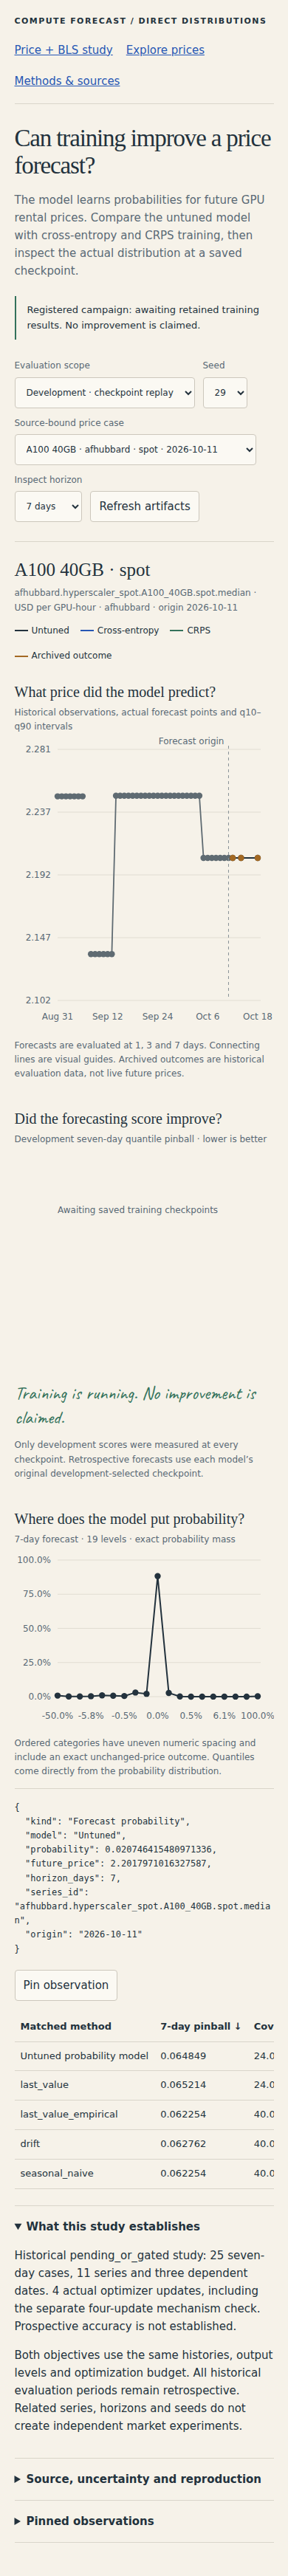 COMPUTE FORECAST / DIRECT DISTRIBUTIONS
Price + BLS study Explore prices
Methods & sources
Can training improve a price
forecast?
The model learns probabilities for future GPU
rental prices. Compare the untuned model
with cross-entropy and CRPS training, then
inspect the actual distribution at a saved
checkpoint.
Registered campaign: awaiting retained training
results. No improvement is claimed.
Evaluation scope Seed
Development · checkpoint replay 29
Source-bound price case
A100 40GB · afhubbard · spot · 2026-10-11
Inspect horizon
7 days Refresh artifacts
A100 40GB · spot
afhubbard.hyperscaler_spot.A100_40GB.spot.median ·
USD per GPU-hour · afhubbard · origin 2026-10-11
Untuned Cross-entropy CRPS
Archived outcome
What price did the model predict?
Historical observations, actual forecast points and q10–
q90 intervals
Forecast origin
2.281
2.237
2.192
2.147
2.102
Aug 31 Sep 12 Sep 24 Oct 6 Oct 18
Forecasts are evaluated at 1, 3 and 7 days. Connecting
lines are visual guides. Archived outcomes are historical
evaluation data, not live future prices.
Did the forecasting score improve?
Development seven-day quantile pinball · lower is better
Awaiting saved training checkpoints
Training is running. No improvement is
claimed.
Only development scores were measured at every
checkpoint. Retrospective forecasts use each model's
original development-selected checkpoint.
Where does the model put probability?
7-day forecast · 19 levels · exact probability mass
100.0%
75.0%
50.0%
25.0%
0.0%
-50.0% -5.8% -0.5% 0.0% 0.5% 6.1% 100.0%
Ordered categories have uneven numeric spacing and
include an exact unchanged-price outcome. Quantiles
come directly from the probability distribution.
{
"kind": "Forecast probability",
"model": "Untuned",
"probability": 0.020746415480971336,
"future_price": 2.2017971016327587,
"horizon_days": 7,
"series_id":
"afhubbard.hyperscaler_spot.A100_40GB.spot.media
n",
"origin": "2026-10-11"
}
Pin observation
Matched method 7-day pinball ↓ Cov
Untuned probability model 0.064849 24.0
last_value 0.065214 24.0
last_value_empirical 0.062254 40.0
drift 0.062762 40.0
seasonal_naive 0.062254 40.0
▼ What this study establishes
Historical pending_or_gated study: 25 seven-
day cases, 11 series and three dependent
dates. 4 actual optimizer updates, including
the separate four-update mechanism check.
Prospective accuracy is not established.
Both objectives use the same histories, output
levels and optimization budget. All historical
evaluation periods remain retrospective.
Related series, horizons and seeds do not
create independent market experiments.
▶ Source, uncertainty and reproduction
▶ Pinned observations